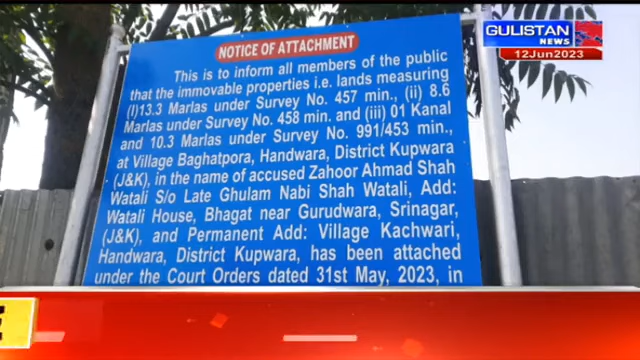 NOTICE OF ATTACHMENT
This is to inform all members of the public
that the immovable properties i.e. lands measuring
(I)13.3 Marlas under Survey No. 457 min., (ii) 8.6
Marlas under Survey No. 458 min. and (iii) 01 Kanal
and 10.3 Marlas under Survey No. 991/453 min.,
at Village Baghatpora, Handwara, District Kupwara
(J&K), in the name of accused Zahoor Ahmad Shah
Watali S/o Late Ghulam Nabi Shah Watali, Add:
Watali House, Bhagat near Gurudwara, Srinagar,
(J&K), and Permanent Add: Village Kachwari,
Handwara, District Kupwara, has been attached
under the Court Orders dated 31st May, 2023, in
GULISTAN
NEWS
12Jun2023